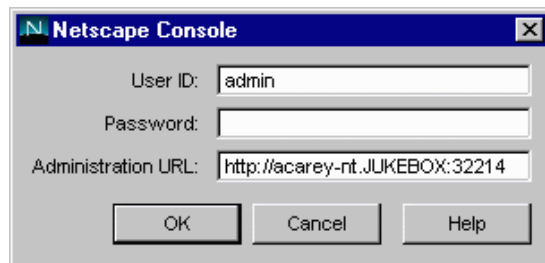 Netscape Console
User ID: admin
Password:
Administration URL: http://acarey-nt.JUKEBOX:32214
OK Cancel Help